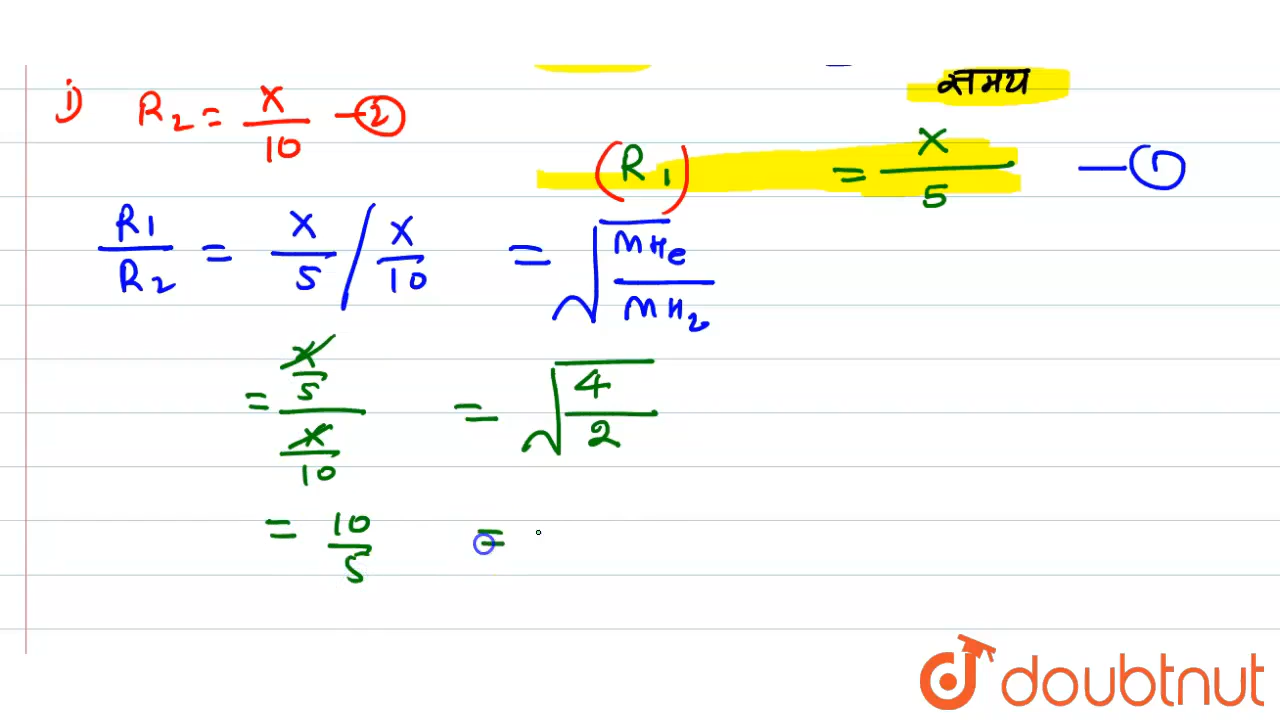 समय
i) R₂ = x/10 -②
(R₁) = x/5 -①
R₁/R₂ = x/5 / x/10 = √(MHe/MH₂)
= (x/5)/(x/10) = √(4/2)
= 10/5 =
doubtnut